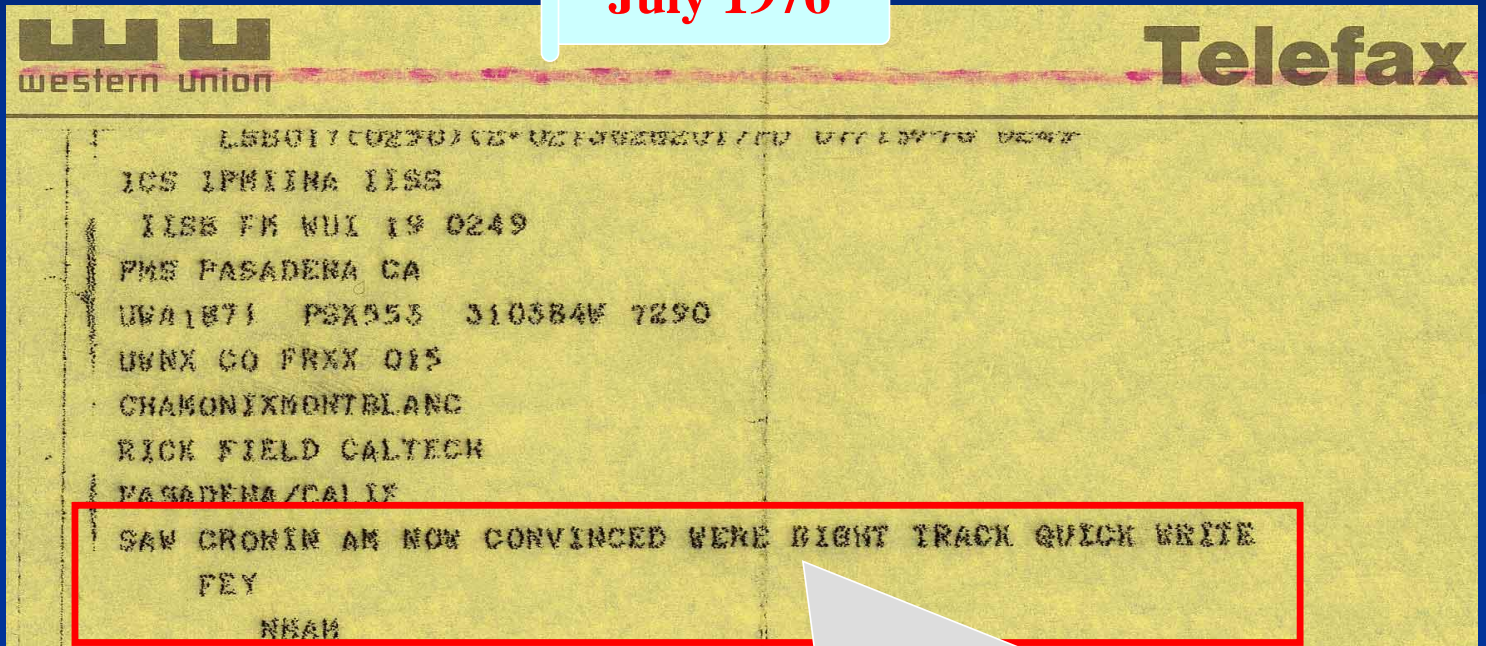 July 1976
western union
Telefax
0249
ICS IPMIINA IISS
IISS FM WUI 19 0249
PMS PASADENA CA
UWA1871 PSX553 310384W 7290
UWNX CO FRXX 015
CHAMONIXMONTBLANC
RICK FIELD CALTECH
PASADENA/CALIF
SAW CRONIN AM NOW CONVINCED WERE RIGHT TRACK QUICK WRITE
FEY
NMAN